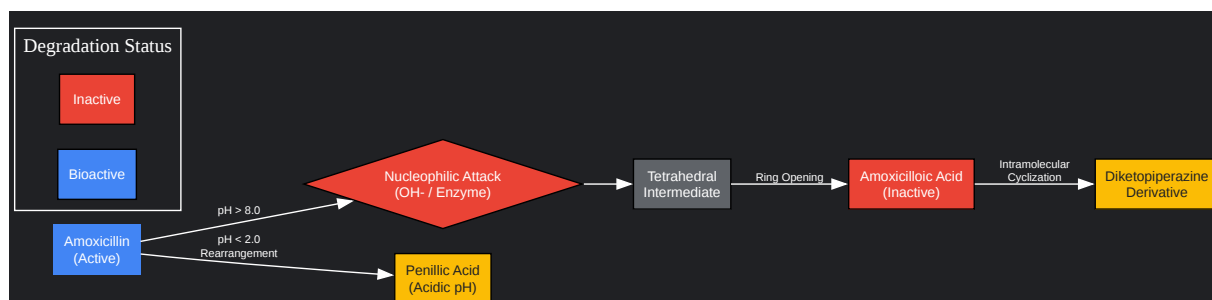 Degradation Status
Inactive
Bioactive
Amoxicillin
(Active)
pH > 8.0
pH < 2.0
Rearrangement
Nucleophilic Attack
(OH- / Enzyme)
Penillic Acid
(Acidic pH)
Tetrahedral
Intermediate
Ring Opening
Amoxicilloic Acid
(Inactive)
Intramolecular
Cyclization
Diketopiperazine
Derivative